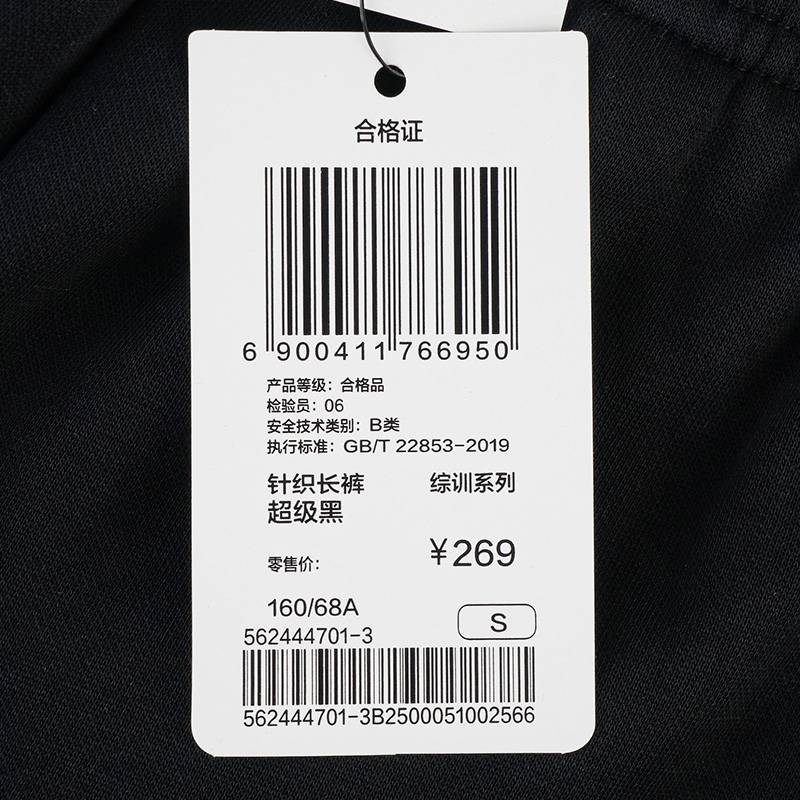 合格证
6 900411 766950
产品等级：合格品
检验员：06
安全技术类别：B类
执行标准：GB/T 22853-2019
针织长裤 综训系列
超级黑
零售价： ¥269
160/68A
562444701-3 S
562444701-3B2500051002566